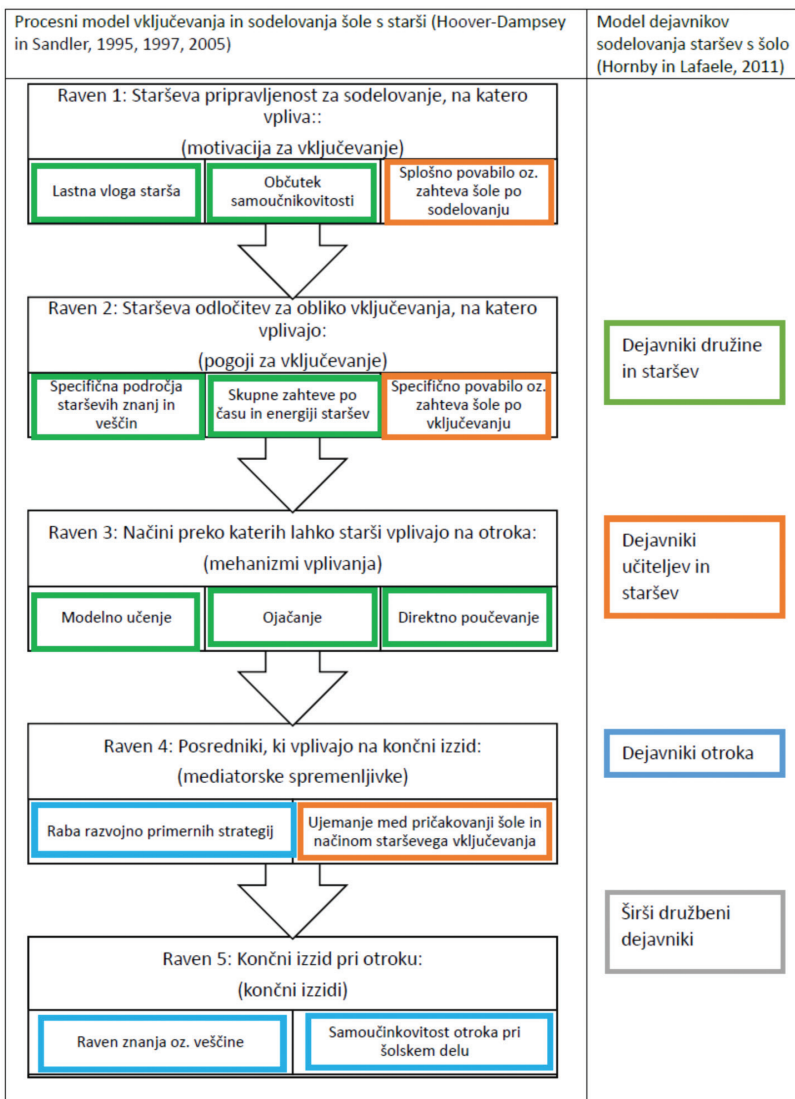 Procesni model vključevanja in sodelovanja šole s starši (Hoover-Dampsey
in Sandler, 1995, 1997, 2005)
Model dejavnikov
sodelovanja staršev s šolo
(Hornby in Lafaele, 2011)
Raven 1: Starševa pripravljenost za sodelovanje, na katero
vpliva::
(motivacija za vključevanje)
Lastna vloga starša
Občutek
samoučnikovitosti
Splošno povabilo oz.
zahteva šole po
sodelovanju
Raven 2: Starševa odločitev za obliko vključevanja, na katero
vplivajo:
(pogoji za vključevanje)
Specifična področja
starševih znanj in
veščin
Skupne zahteve po
času in energiji staršev
Specifično povabilo oz.
zahteva šole po
vključevanju
Raven 3: Načini preko katerih lahko starši vplivajo na otroka:
(mehanizmi vplivanja)
Modelno učenje
Ojačanje
Direktno poučevanje
Raven 4: Posredniki, ki vplivajo na končni izzid:
(mediatorske spremenljivke)
Raba razvojno primernih strategij
Ujemanje med pričakovanji šole in
načinom starševega vključevanja
Raven 5: Končni izzid pri otroku:
(končni izzidi)
Raven znanja oz. veščine
Samoučinkovitost otroka pri
šolskem delu
Dejavniki družine
in staršev
Dejavniki
učiteljev in
staršev
Dejavniki otroka
Širši družbeni
dejavniki